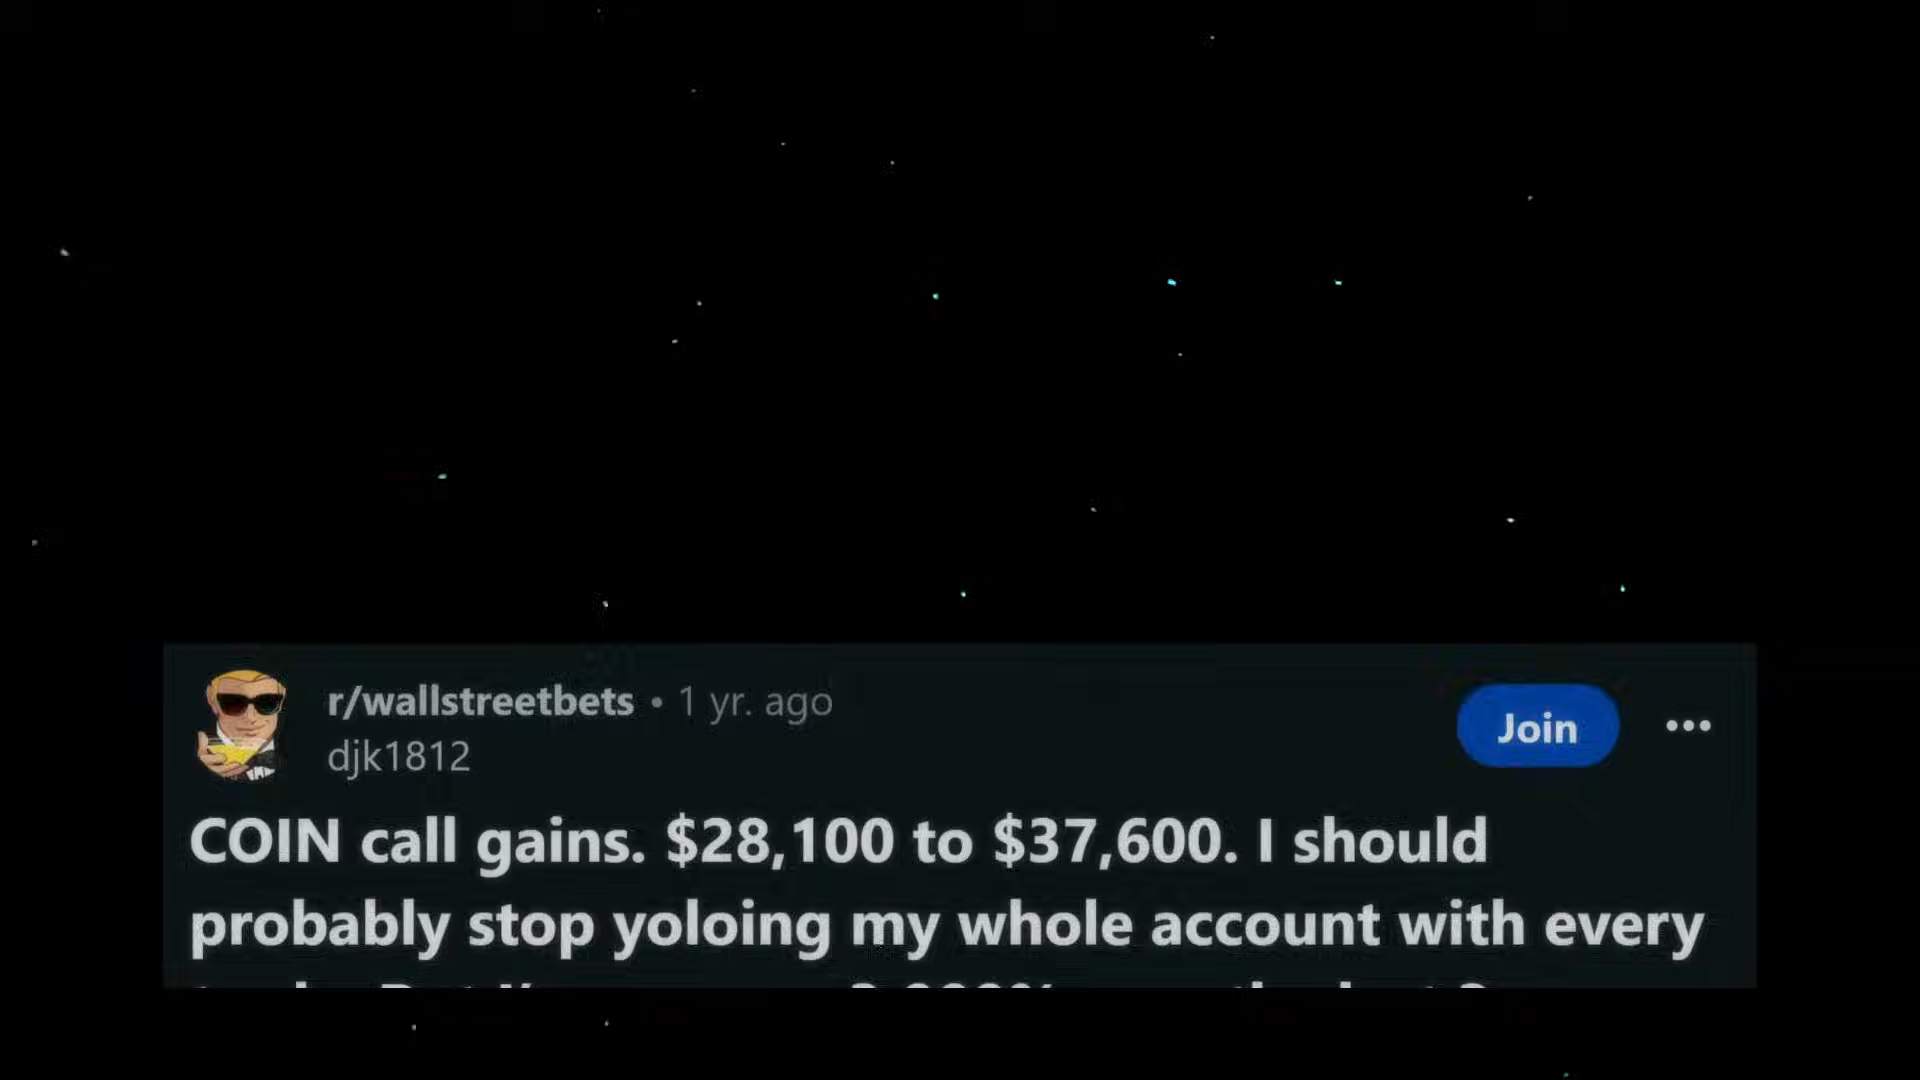 r/wallstreetbets • 1 yr. ago
djk1812
Join
COIN call gains. $28,100 to $37,600. I should
probably stop yoloing my whole account with every